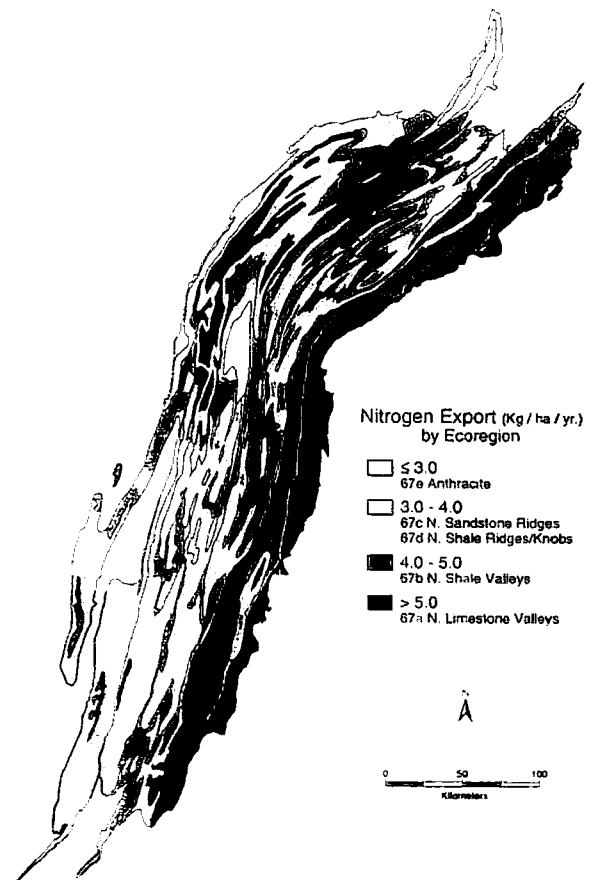 Nitrogen Export (Kg / ha / yr.)
by Ecoregion
≤ 3.0
67e Anthracite
3.0 - 4.0
67c N. Sandstone Ridges
67d N. Shale Ridges/Knobs
4.0 - 5.0
67b N. Shale Valleys
> 5.0
67a N. Limestone Valleys
N
0 50 100
Kilometers